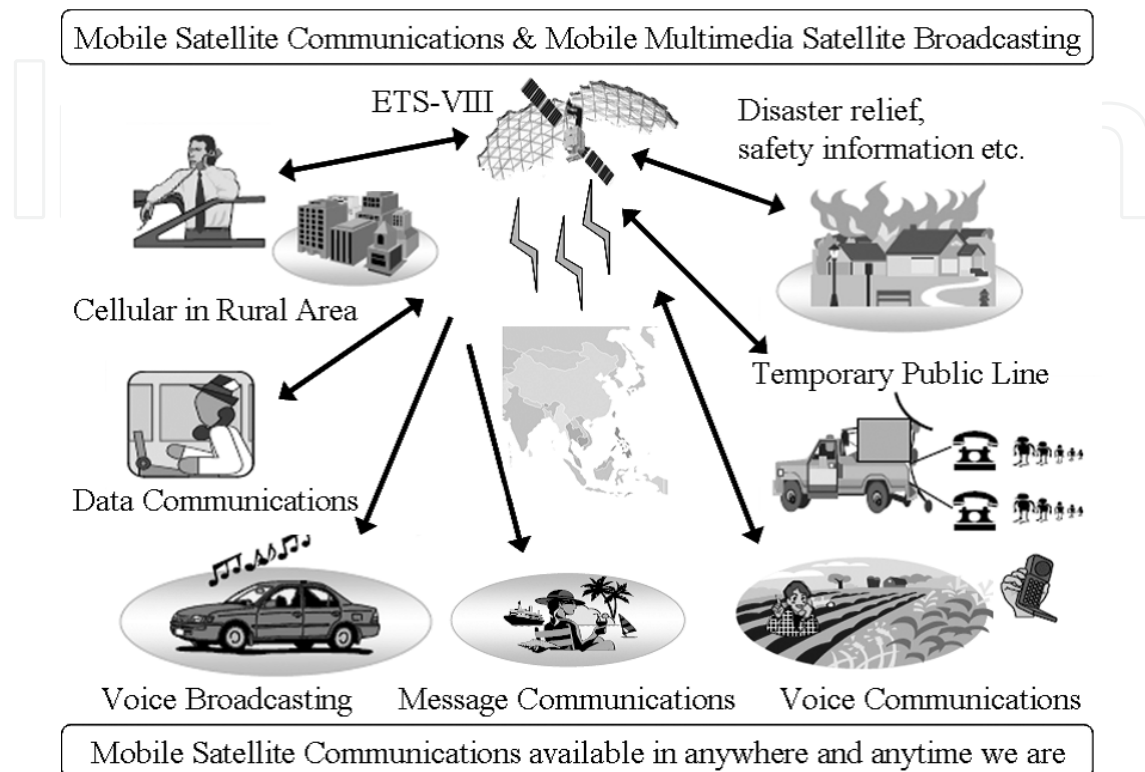 Mobile Satellite Communications & Mobile Multimedia Satellite Broadcasting
ETS-VIII
Disaster relief,
safety information etc.
Cellular in Rural Area
Temporary Public Line
Data Communications
Voice Broadcasting
Message Communications
Voice Communications
Mobile Satellite Communications available in anywhere and anytime we are